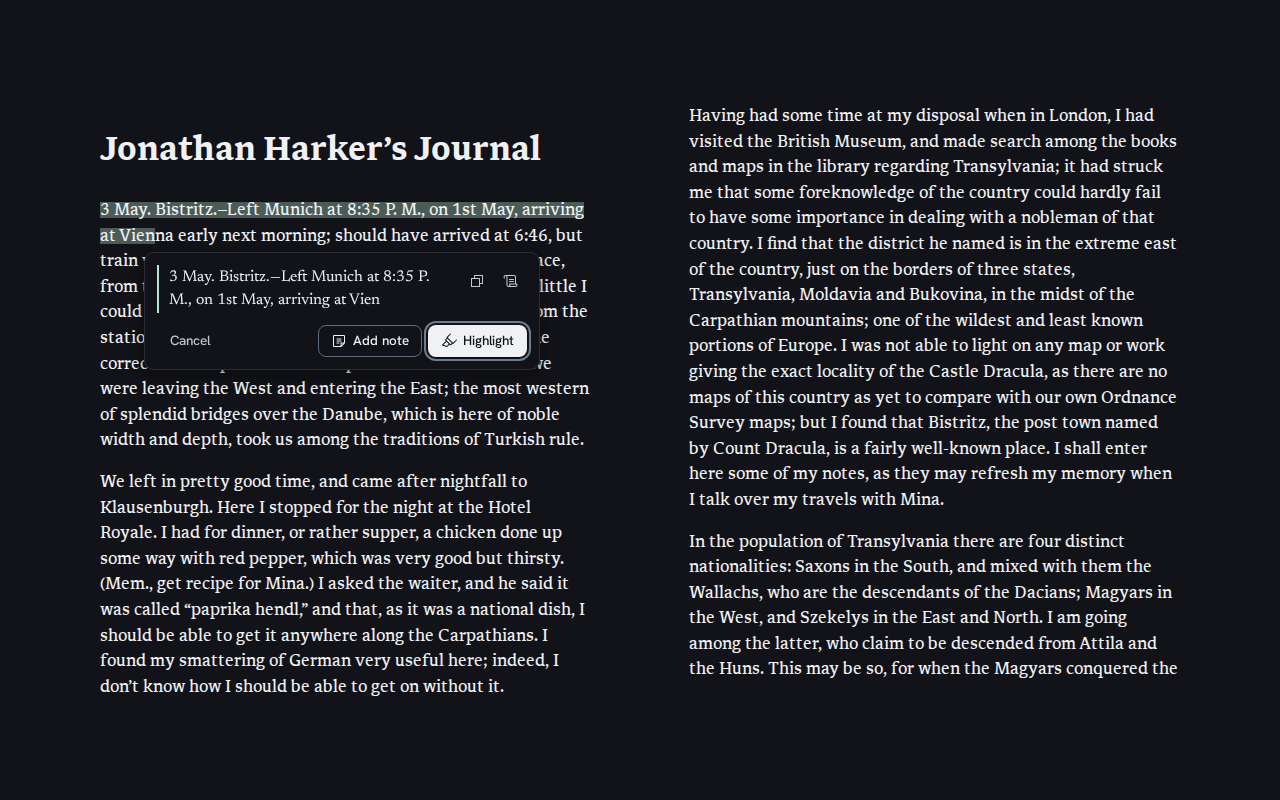 Jonathan Harker’s Journal
3 May. Bistritz.—Left Munich at 8:35 P. M., on 1st May, arriving
at Vienna early next morning; should have arrived at 6:46, but
train
from
could
were leaving the West and entering the East; the most western
of splendid bridges over the Danube, which is here of noble
width and depth, took us among the traditions of Turkish rule.
3 May. Bistritz.—Left Munich at 8:35 P.
M., on 1st May, arriving at Vien
Cancel
Add note
Highlight
little I
the
We left in pretty good time, and came after nightfall to
Klausenburgh. Here I stopped for the night at the Hotel
Royale. I had for dinner, or rather supper, a chicken done up
some way with red pepper, which was very good but thirsty.
(Mem., get recipe for Mina.) I asked the waiter, and he said it
was called “paprika hendl,” and that, as it was a national dish, I
should be able to get it anywhere along the Carpathians. I
found my smattering of German very useful here; indeed, I
don’t know how I should be able to get on without it.
Having had some time at my disposal when in London, I had
visited the British Museum, and made search among the books
and maps in the library regarding Transylvania; it had struck
me that some foreknowledge of the country could hardly fail
to have some importance in dealing with a nobleman of that
country. I find that the district he named is in the extreme east
of the country, just on the borders of three states,
Transylvania, Moldavia and Bukovina, in the midst of the
Carpathian mountains; one of the wildest and least known
portions of Europe. I was not able to light on any map or work
giving the exact locality of the Castle Dracula, as there are no
maps of this country as yet to compare with our own Ordnance
Survey maps; but I found that Bistritz, the post town named
by Count Dracula, is a fairly well-known place. I shall enter
here some of my notes, as they may refresh my memory when
I talk over my travels with Mina.
In the population of Transylvania there are four distinct
nationalities: Saxons in the South, and mixed with them the
Wallachs, who are the descendants of the Dacians; Magyars in
the West, and Szekelys in the East and North. I am going
among the latter, who claim to be descended from Attila and
the Huns. This may be so, for when the Magyars conquered the